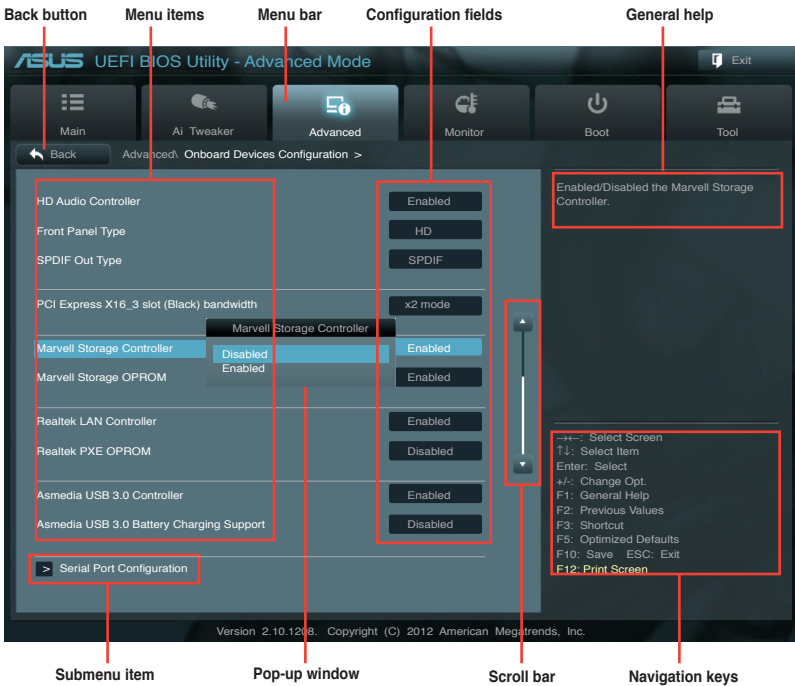 Back button Menu items Menu bar Configuration fields General help
ASUS UEFI BIOS Utility - Advanced Mode Exit
Main Ai Tweaker Advanced Monitor Boot Tool
Back Advanced\ Onboard Devices Configuration >
Enabled/Disabled the Marvell Storage
Controller.
HD Audio Controller Enabled
Front Panel Type HD
SPDIF Out Type SPDIF
PCI Express X16_3 slot (Black) bandwidth x2 mode
Marvell Storage Controller
Marvell Storage Controller Enabled
Disabled
Enabled
Marvell Storage OPROM Enabled
Realtek LAN Controller Enabled
Realtek PXE OPROM Disabled
Asmedia USB 3.0 Controller Enabled
Asmedia USB 3.0 Battery Charging Support Disabled
> Serial Port Configuration
→←: Select Screen
↑↓: Select Item
Enter: Select
+/-: Change Opt.
F1: General Help
F2: Previous Values
F3: Shortcut
F5: Optimized Defaults
F10: Save ESC: Exit
F12: Print Screen
Version 2.10.1208. Copyright (C) 2012 American Megatrends, Inc.
Submenu item Pop-up window Scroll bar Navigation keys